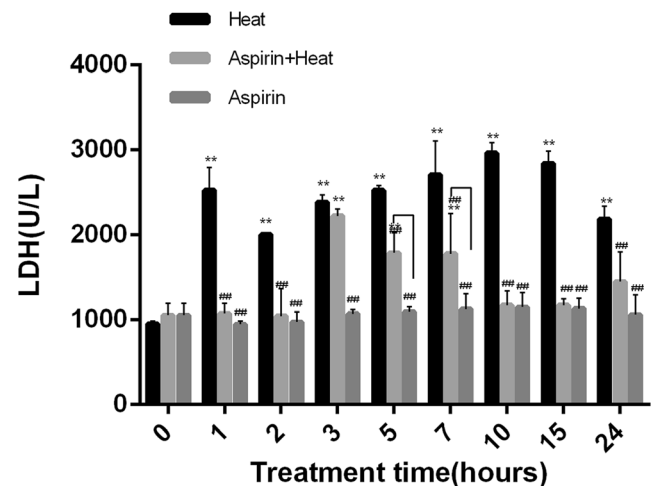 Heat
Aspirin+Heat
Aspirin
4000
3000
2000
1000
0
LDH(U/L)
** ## ##
** ## ##
** ** ##
** ** ## ##
** ## ** ##
** ## ##
** ## ##
** ## ##
0 1 2 3 5 7 10 15 24
Treatment time(hours)